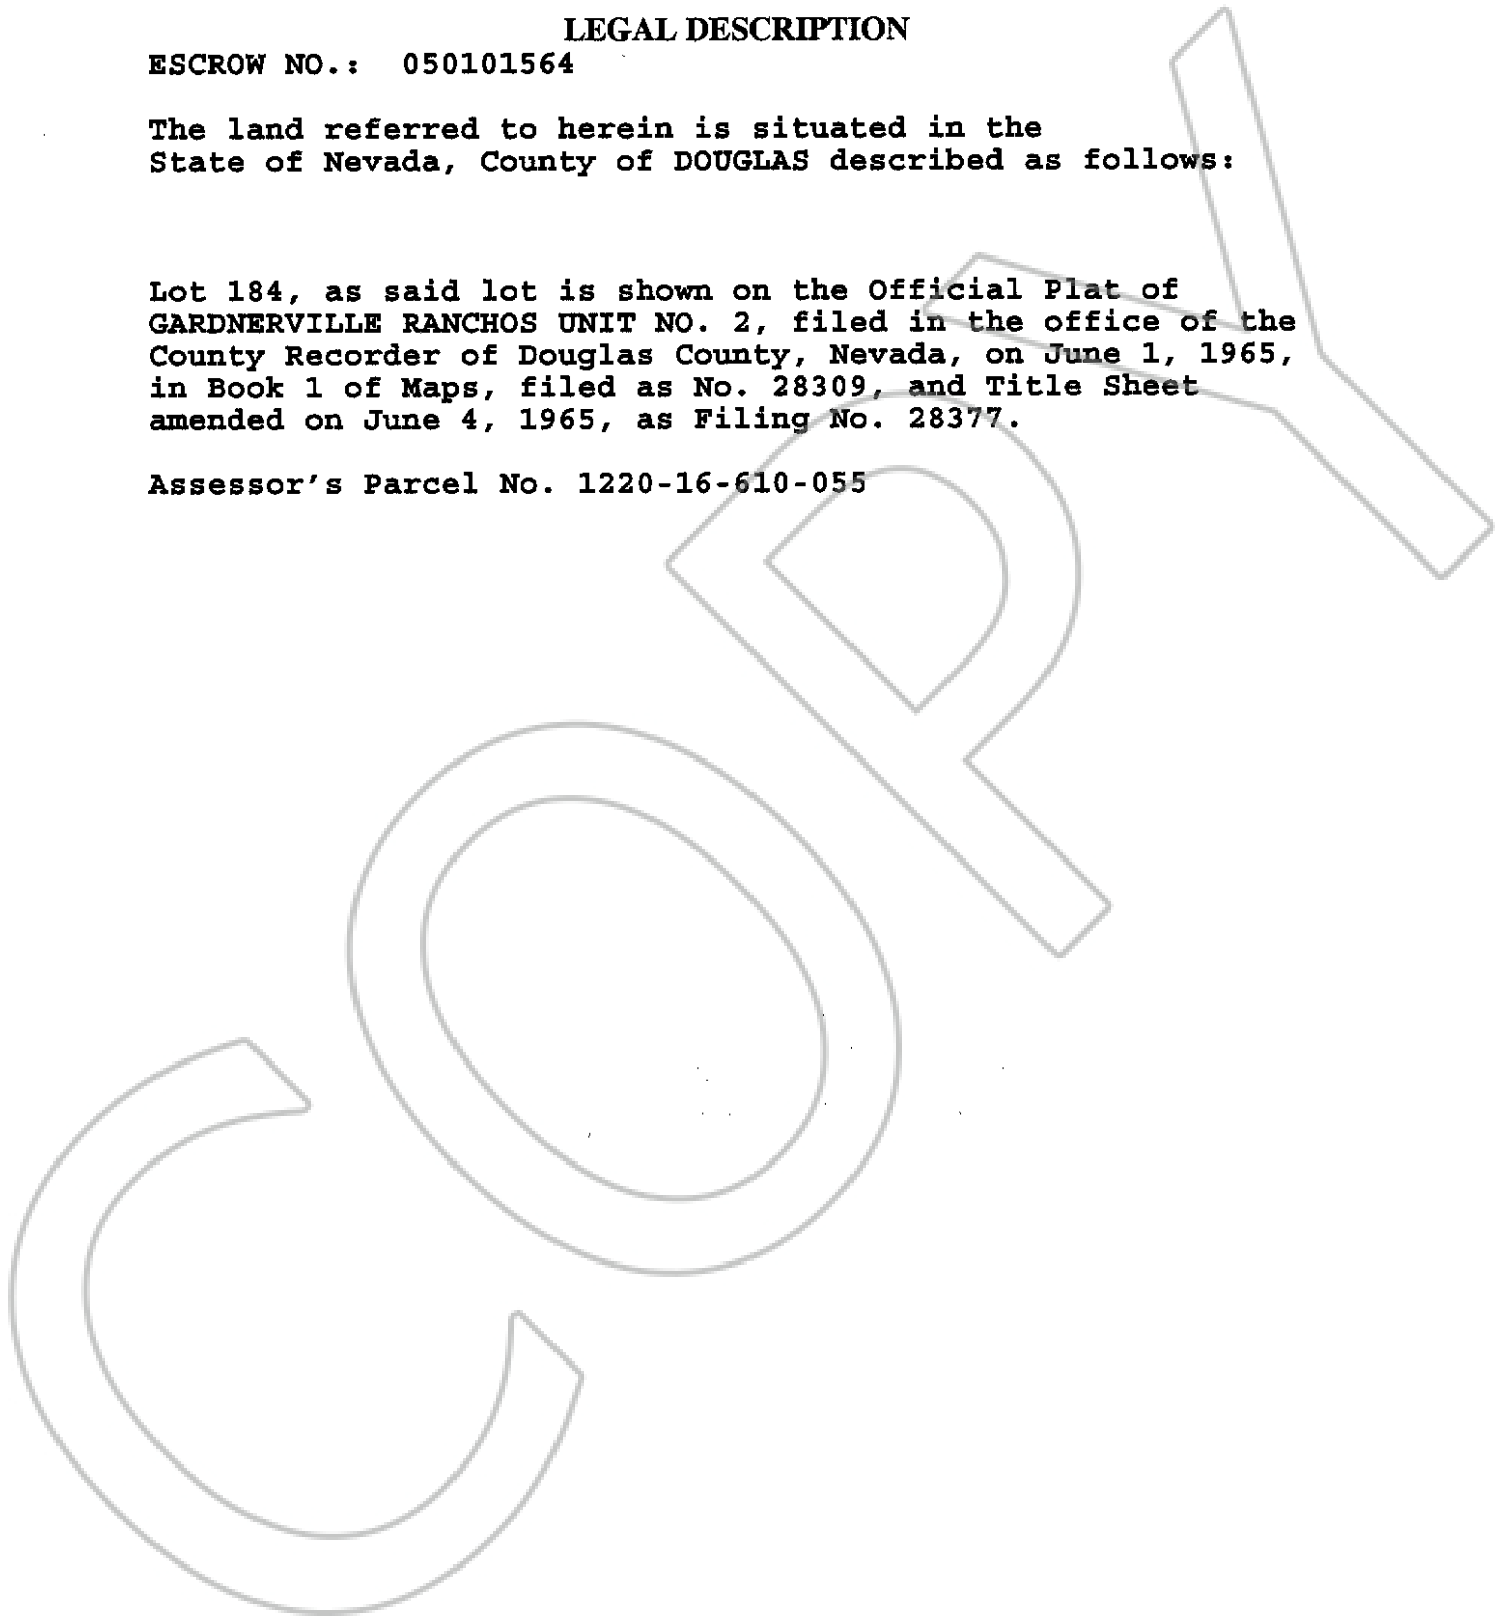 LEGAL DESCRIPTION
ESCROW NO.: 050101564
The land referred to herein is situated in the
State of Nevada, County of DOUGLAS described as follows:
Lot 184, as said lot is shown on the Official Plat of
GARDNERVILLE RANCHOS UNIT NO. 2, filed in the office of the
County Recorder of Douglas County, Nevada, on June 1, 1965,
in Book 1 of Maps, filed as No. 28309, and Title Sheet
amended on June 4, 1965, as Filing No. 28377.
Assessor's Parcel No. 1220-16-610-055
COPY